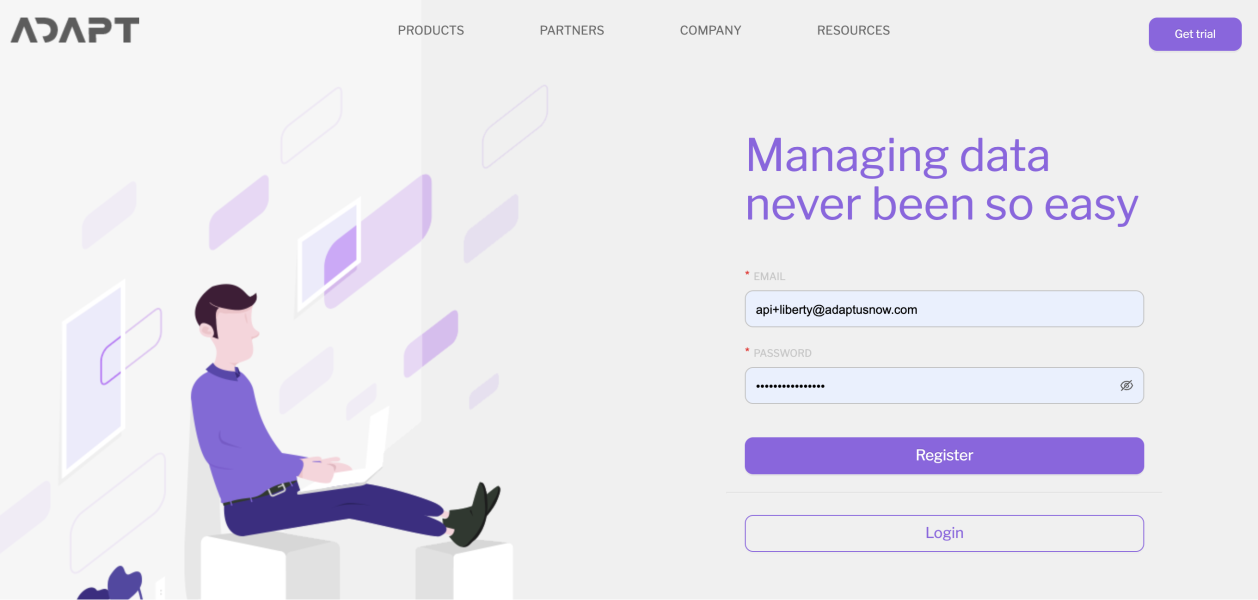 ADAPT
PRODUCTS
PARTNERS
COMPANY
RESOURCES
Get trial
Managing data
never been so easy
* EMAIL
api+liberty@adaptusnow.com
* PASSWORD
••••••••••••••••
Register
Login